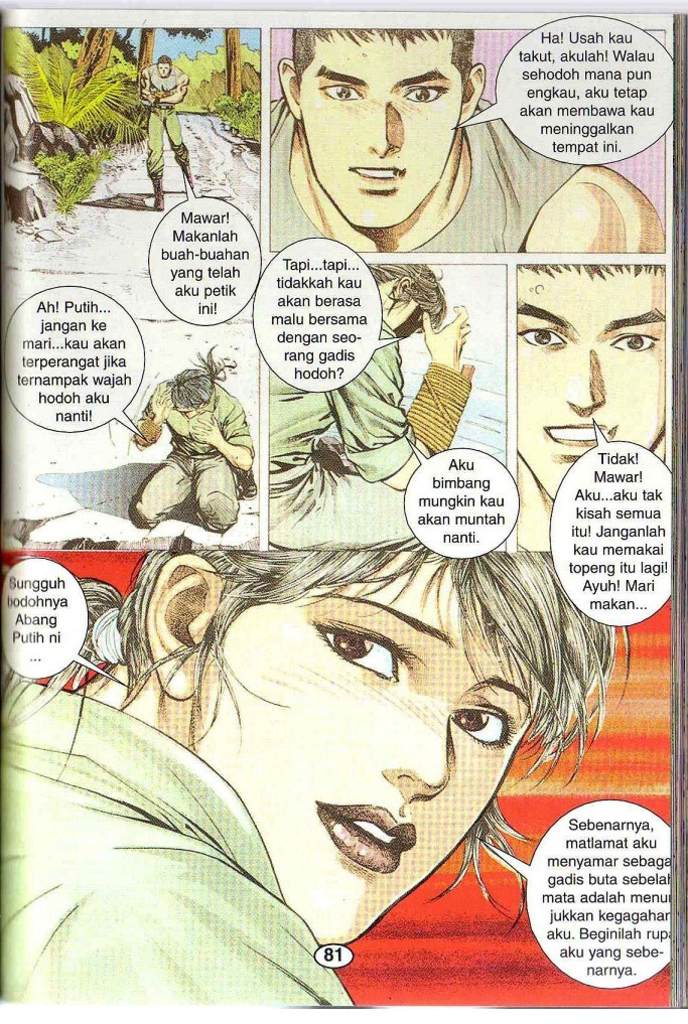 Mawar!
Makanlah
buah-buahan
yang telah
aku petik
ini!
Ha! Usah kau
takut, akulah! Walau
sehodoh mana pun
engkau, aku tetap
akan membawa kau
meninggalkan
tempat ini.
Ah! Putih...
jangan ke
mari...kau akan
terperangat jika
ternampak wajah
hodoh aku
nanti!
Tapi...tapi...
tidakkah kau
akan berasa
malu bersama
dengan seo-
rang gadis
hodoh?
Aku
bimbang
mungkin kau
akan muntah
nanti.
Tidak!
Mawar!
Aku...aku tak
kisah semua
itu! Janganlah
kau memakai
topeng itu lagi!
Ayuh! Mari
makan...
Sungguh
bodohnya
Abang
Putih ni
...
Sebenarnya,
matlamat aku
menyamar sebaga
gadis buta sebelah
mata adalah menun
jukkan kegagahan
aku. Beginilah rupa
aku yang sebe-
narnya.
81